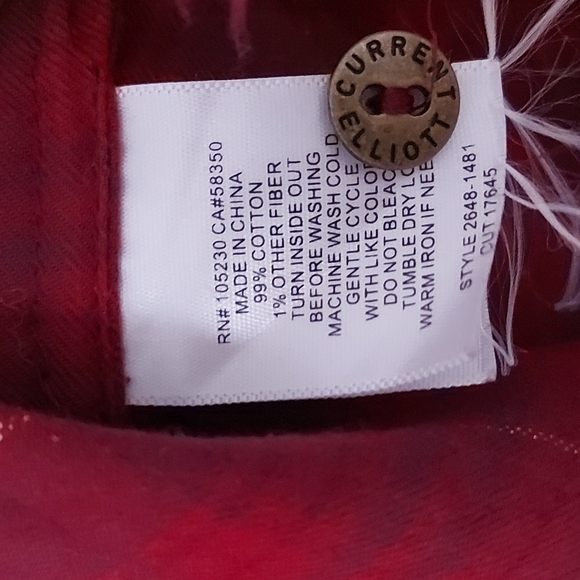 CURRENT
ELLIOTT
RN# 105230 CA#58350
MADE IN CHINA
99% COTTON
1% OTHER FIBER
TURN INSIDE OUT
BEFORE WASHING
MACHINE WASH COLD
GENTLE CYCLE
WITH LIKE COLOR
DO NOT BLEAC
TUMBLE DRY LO
WARM IRON IF NEE
STYLE 2648-1481
CUT 17645